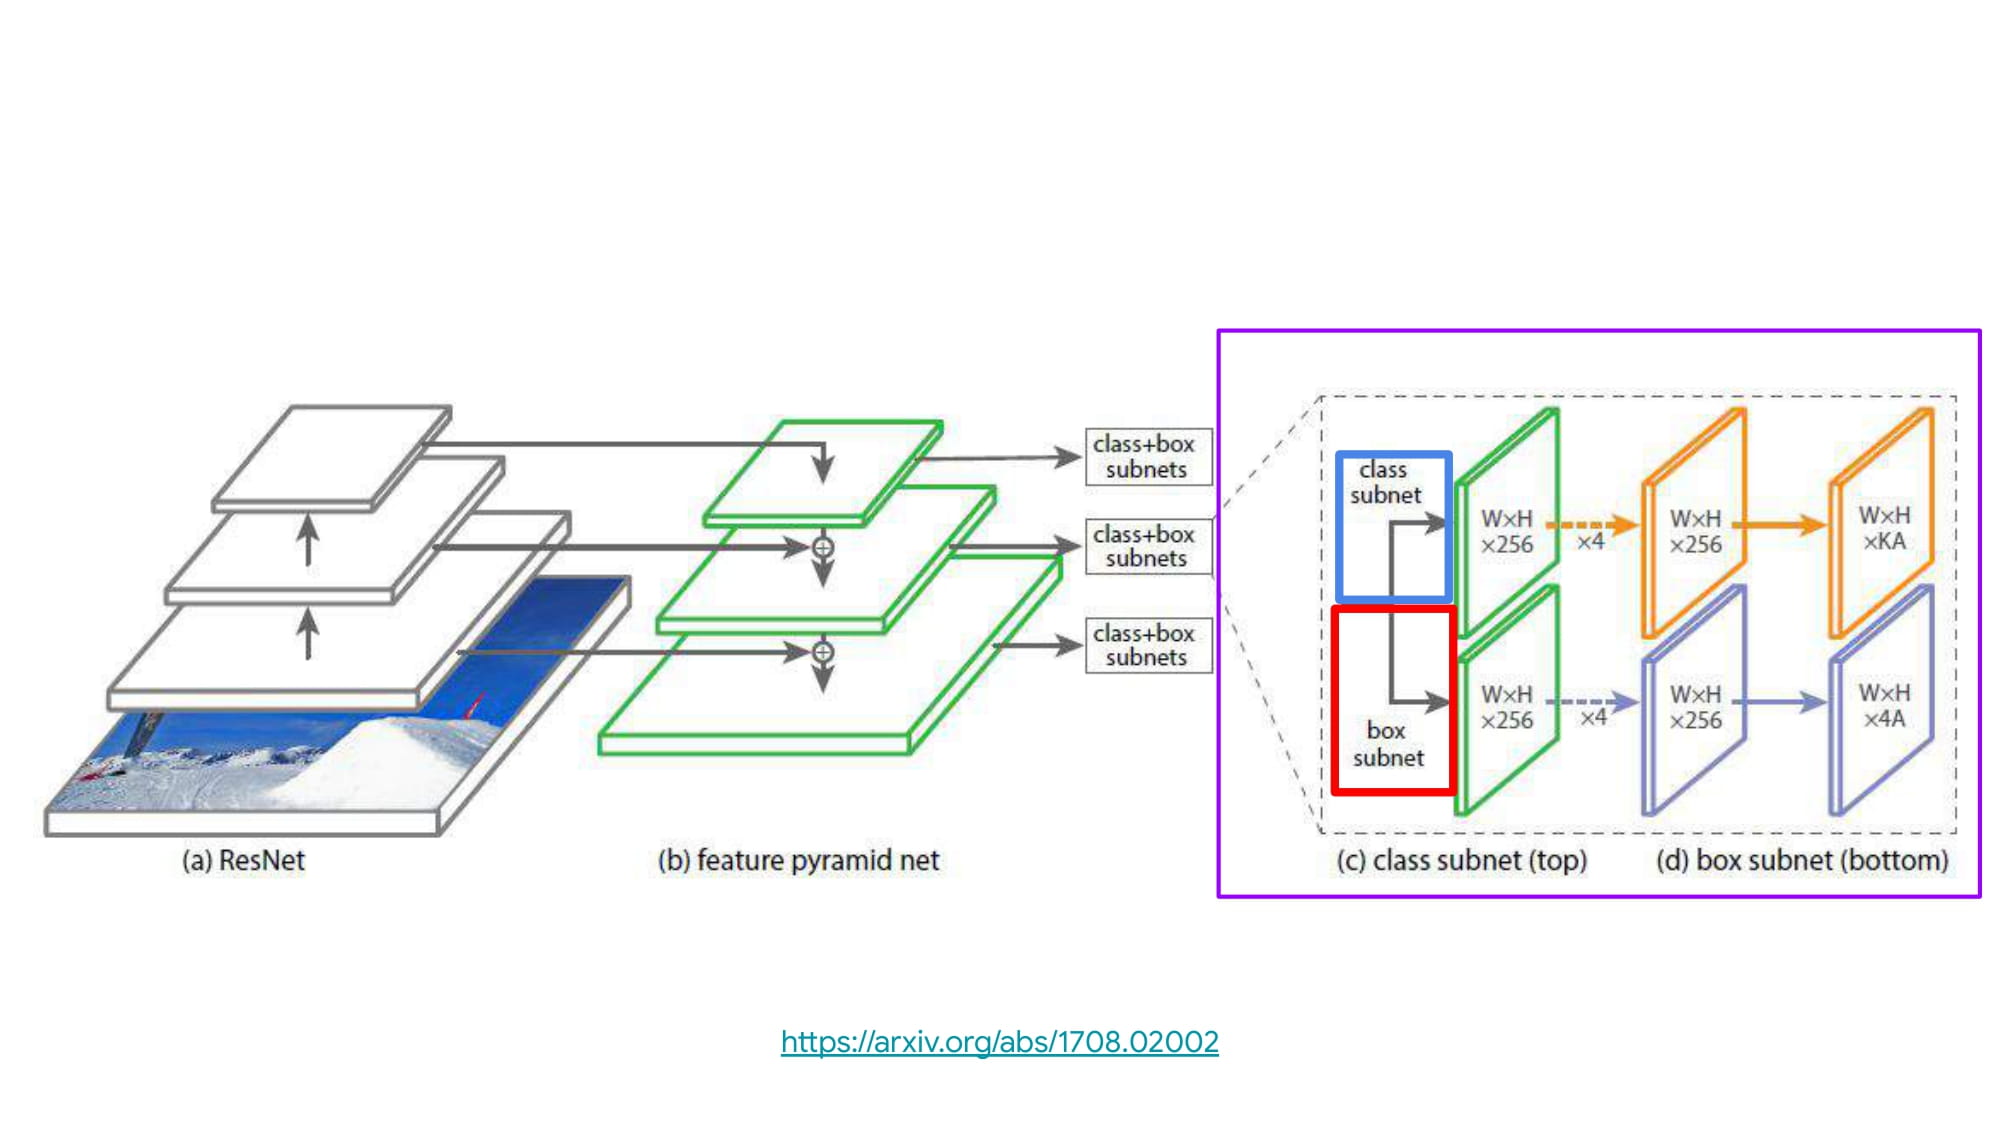 class+box
subnets
class+box
subnets
class+box
subnets
class
subnet
W×H
×256
×4
W×H
×256
W×H
×KA
box
subnet
W×H
×256
×4
W×H
×256
W×H
×4A
(a) ResNet
(b) feature pyramid net
(c) class subnet (top)
(d) box subnet (bottom)
https://arxiv.org/abs/1708.02002